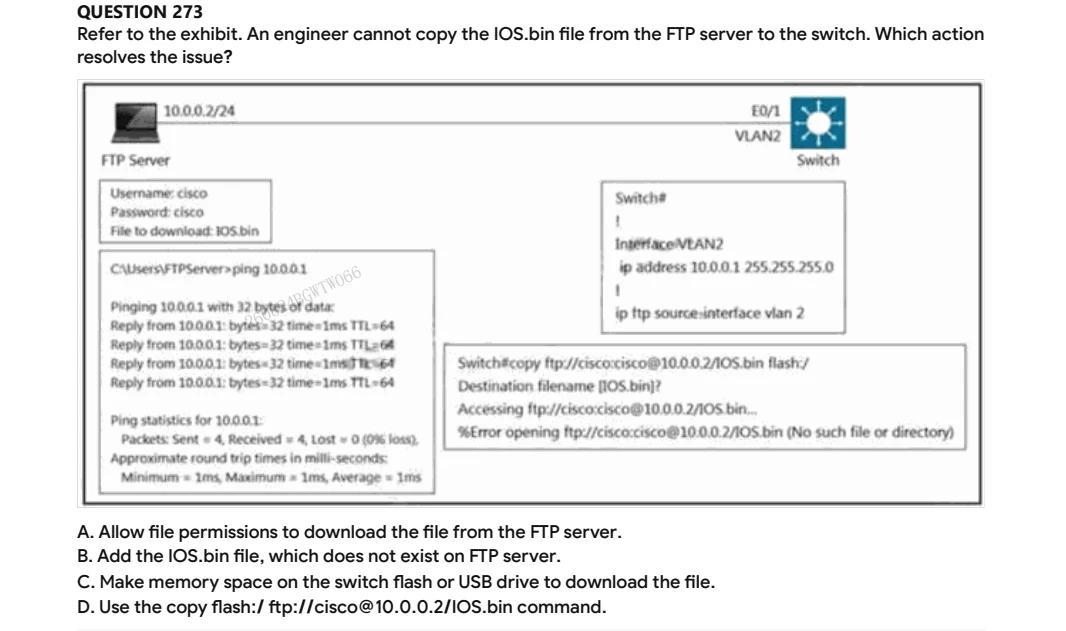 QUESTION 273
Refer to the exhibit. An engineer cannot copy the IOS.bin file from the FTP server to the switch. Which action
resolves the issue?
10.0.0.2/24
E0/1
VLAN2
FTP Server
Switch
Username: cisco
Password: cisco
File to download: IOS.bin
C:\Users\FTPServer>ping 10.0.0.1
Pinging 10.0.0.1 with 32 bytes of data:
Reply from 10.0.0.1: bytes=32 time=1ms TTL=64
Reply from 10.0.0.1: bytes=32 time=1ms TTL=64
Reply from 10.0.0.1: bytes=32 time=1ms TTL=64
Reply from 10.0.0.1: bytes=32 time=1ms TTL=64
Ping statistics for 10.0.0.1:
Packets: Sent = 4, Received = 4, Lost = 0 (0% loss),
Approximate round trip times in milli-seconds:
Minimum = 1ms, Maximum = 1ms, Average = 1ms
Switch#
!
Interface VLAN2
ip address 10.0.0.1 255.255.255.0
!
ip ftp source-interface vlan 2
Switch#copy ftp://cisco:cisco@10.0.0.2/IOS.bin flash:/
Destination filename [IOS.bin]?
Accessing ftp://cisco:cisco@10.0.0.2/IOS.bin...
%Error opening ftp://cisco:cisco@10.0.0.2/IOS.bin (No such file or directory)
A. Allow file permissions to download the file from the FTP server.
B. Add the IOS.bin file, which does not exist on FTP server.
C. Make memory space on the switch flash or USB drive to download the file.
D. Use the copy flash:/ ftp://cisco@10.0.0.2/IOS.bin command.